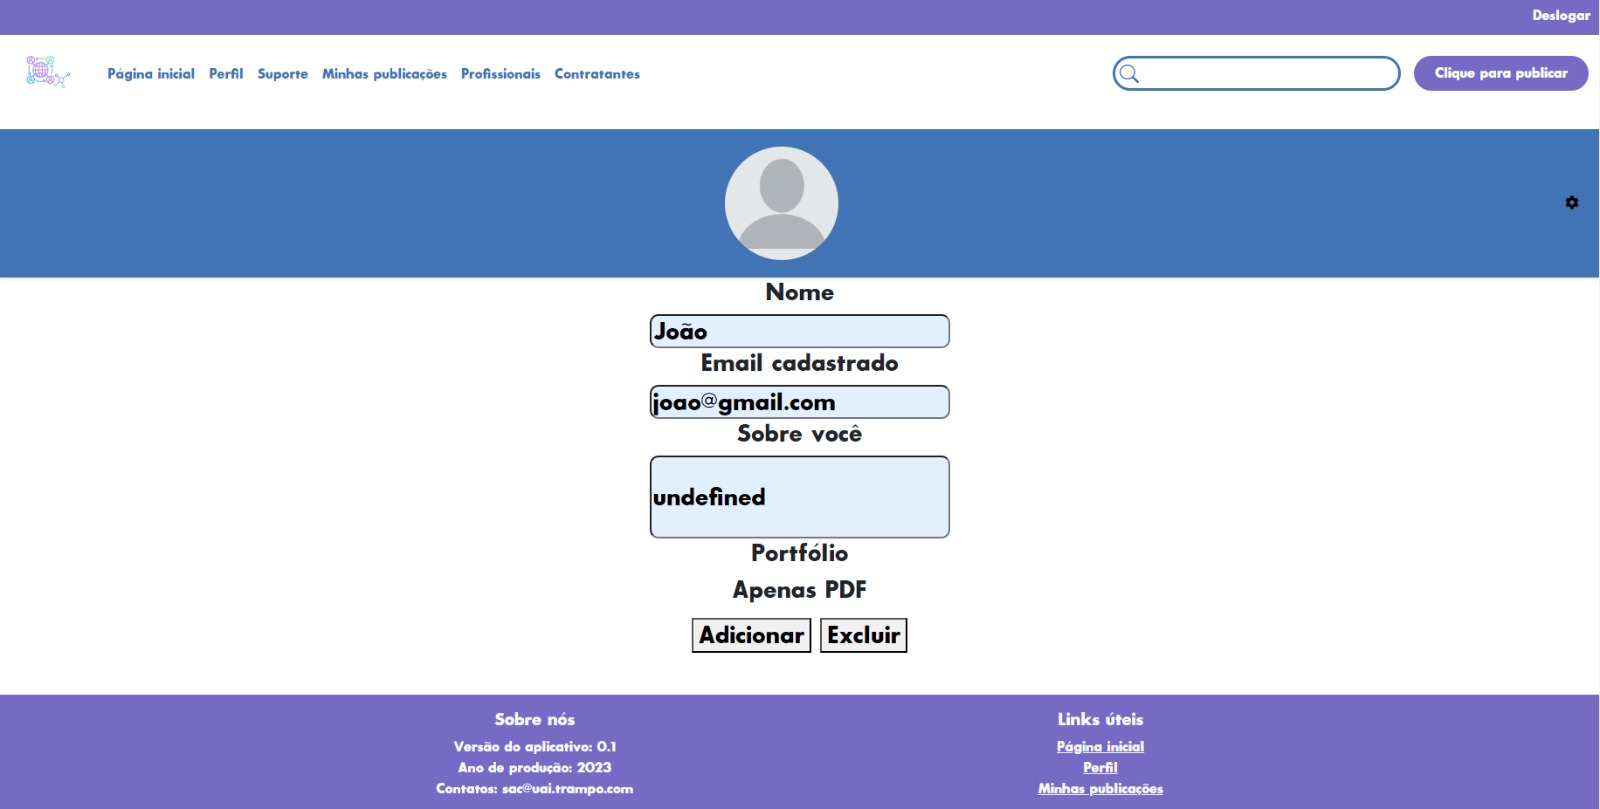 Deslogar
Página inicial Perfil Suporte Minhas publicações Profissionais Contratantes
Clique para publicar
Nome
João
Email cadastrado
joao@gmail.com
Sobre você
undefined
Portfólio
Apenas PDF
Adicionar Excluir
Sobre nós
Versão do aplicativo: 0.1
Ano de produção: 2023
Contatos: sac@uai.trampo.com
Links úteis
Página inicial
Perfil
Minhas publicações